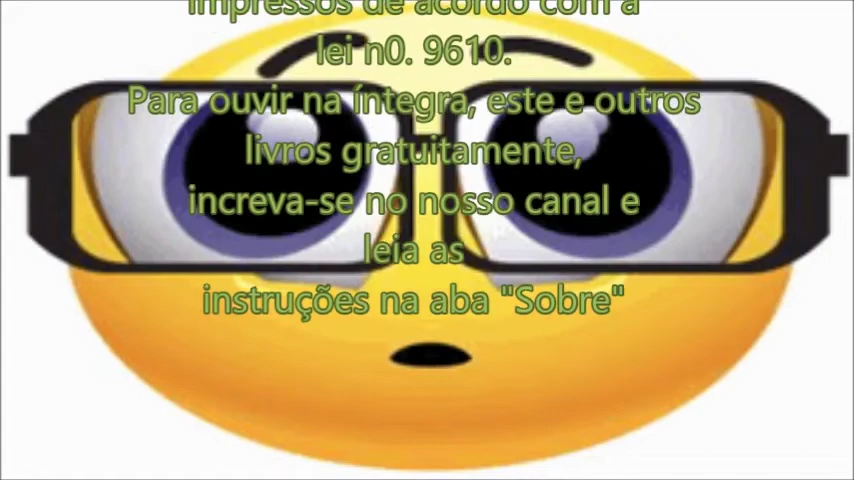 impressos de acordo com a
lei n0. 9610.
Para ouvir na íntegra, este e outros
livros gratuitamente,
increva-se no nosso canal e
leia as
instruções na aba "Sobre"